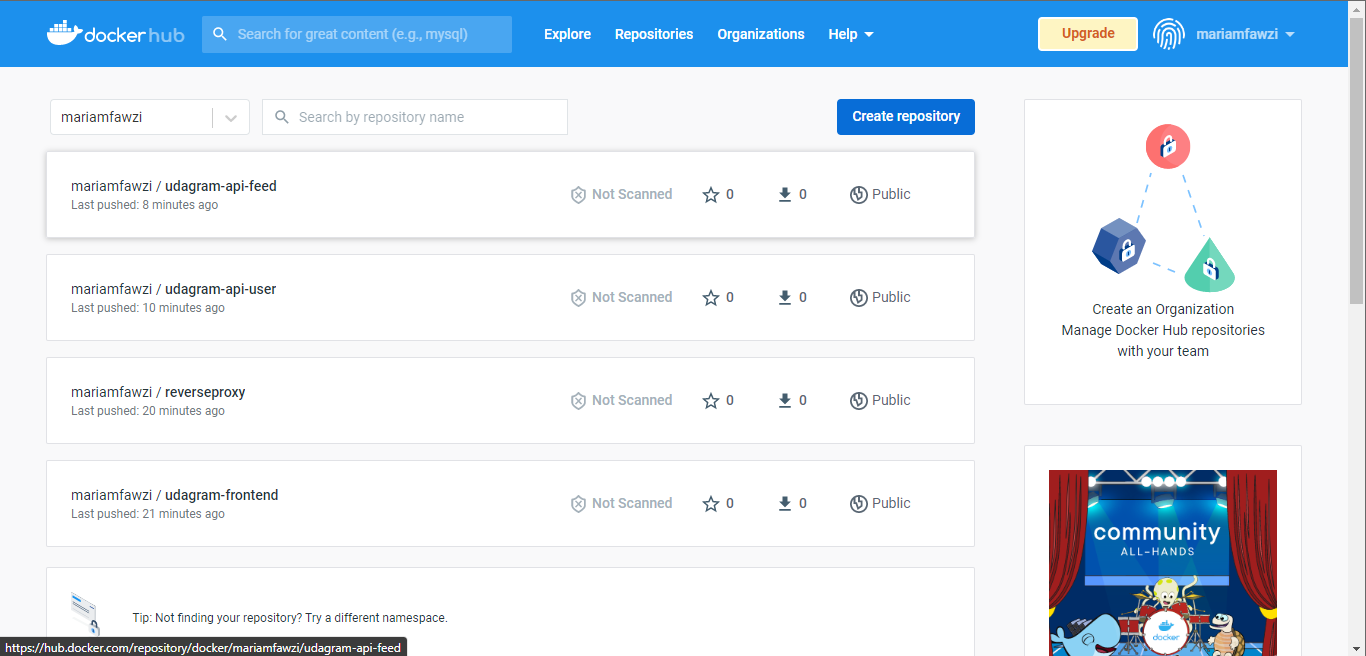 docker hub
Search for great content (e.g., mysql)
Explore
Repositories
Organizations
Help
Upgrade
mariamfawzi
mariamfawzi
Search by repository name
Create repository
mariamfawzi / udagram-api-feed
Last pushed: 8 minutes ago
Not Scanned
0
0
Public
mariamfawzi / udagram-api-user
Last pushed: 10 minutes ago
Not Scanned
0
0
Public
mariamfawzi / reverseproxy
Last pushed: 20 minutes ago
Not Scanned
0
0
Public
mariamfawzi / udagram-frontend
Last pushed: 21 minutes ago
Not Scanned
0
0
Public
Tip: Not finding your repository? Try a different namespace.
Create an Organization
Manage Docker Hub repositories
with your team
community
ALL-HANDS
docker
https://hub.docker.com/repository/docker/mariamfawzi/udagram-api-feed